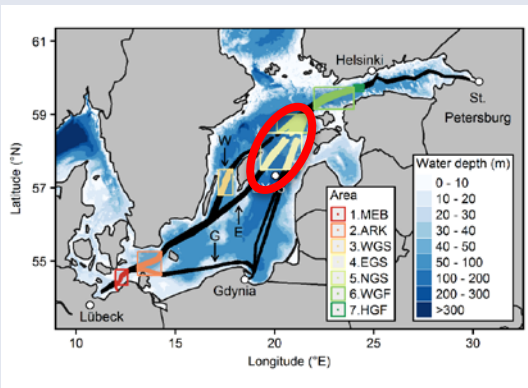 61
59
57
55
Latitude (°N)
10
15
20
25
30
Longitude (°E)
Helsinki
St.
Petersburg
W
E
G
Gdynia
Lübeck
Area
1.MEB
2.ARK
3.WGS
4.EGS
5.NGS
6.WGF
7.HGF
Water depth (m)
0 - 10
10 - 20
20 - 30
30 - 40
40 - 50
50 - 100
100 - 200
200 - 300
>300